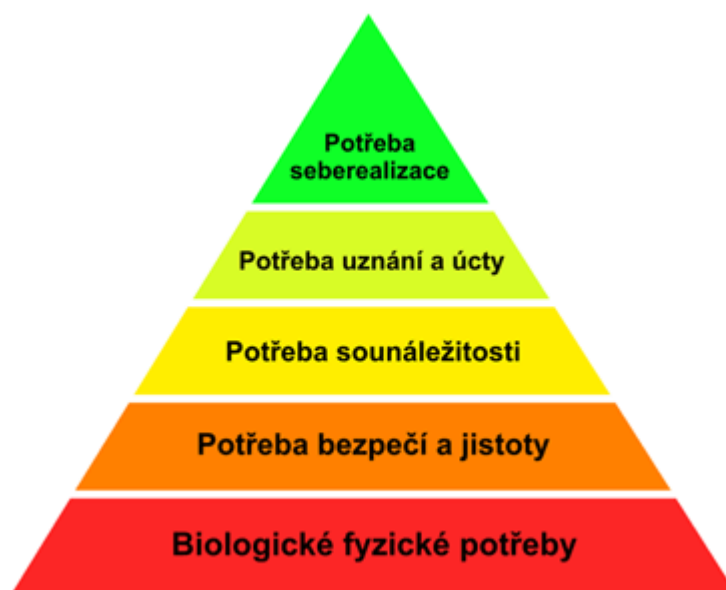 Potřeba
seberealizace
Potřeba uznání a úcty
Potřeba sounáležitosti
Potřeba bezpečí a jistoty
Biologické fyzické potřeby